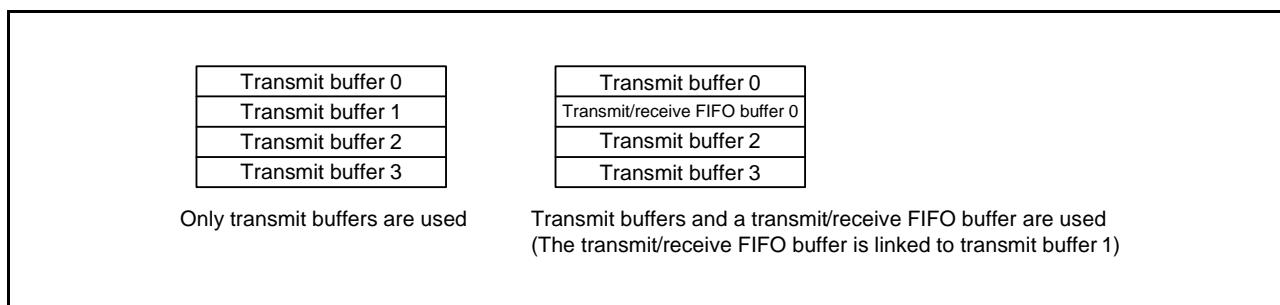 Transmit buffer 0
Transmit buffer 1
Transmit buffer 2
Transmit buffer 3
Only transmit buffers are used
Transmit buffer 0
Transmit/receive FIFO buffer 0
Transmit buffer 2
Transmit buffer 3
Transmit buffers and a transmit/receive FIFO buffer are used
(The transmit/receive FIFO buffer is linked to transmit buffer 1)